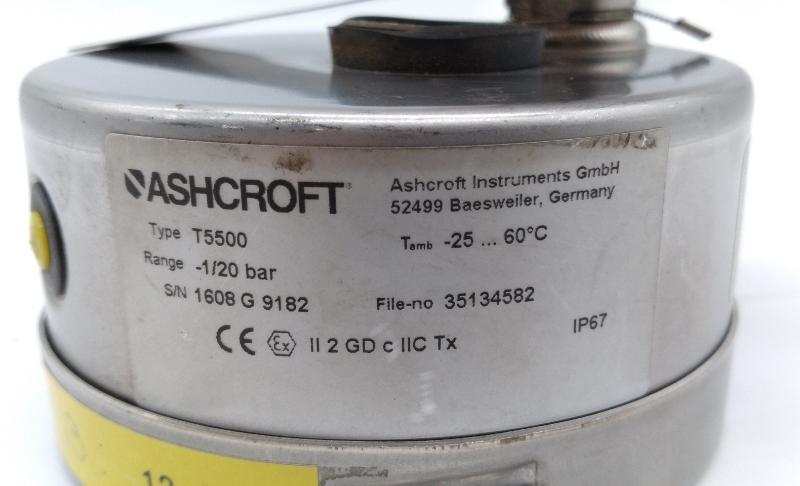 ASHCROFT®
Ashcroft Instruments GmbH
52499 Baesweiler, Germany
Type T5500
Tamb -25 ... 60°C
Range -1/20 bar
S/N 1608 G 9182
File-no 35134582
CE Ex II 2 GD c IIC Tx
IP67